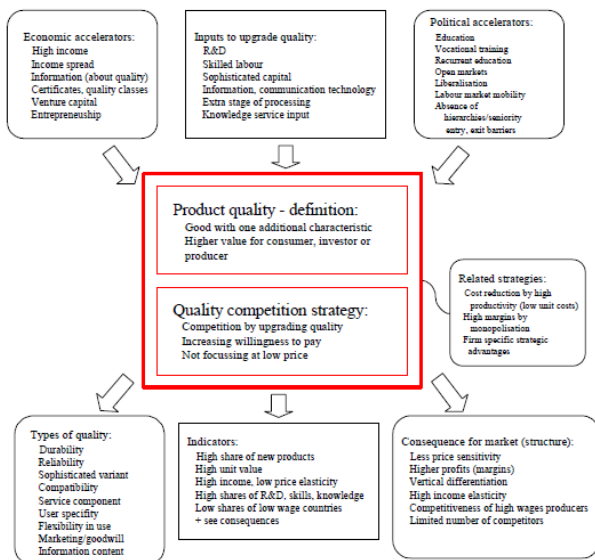 Economic accelerators:
High income
Income spread
Information (about quality)
Certificates, quality classes
Venture capital
Entrepreneurship
Inputs to upgrade quality:
R&D
Skilled labour
Sophisticated capital
Information, communication technology
Extra stage of processing
Knowledge service input
Political accelerators:
Education
Vocational training
Recurrent education
Open markets
Liberalisation
Labour market mobility
Absence of
hierarchies/seniority
entry, exit barriers
Product quality - definition:
Good with one additional characteristic
Higher value for consumer, investor or
producer
Quality competition strategy:
Competition by upgrading quality
Increasing willingness to pay
Not focussing at low price
Related strategies:
Cost reduction by high
productivity (low unit costs)
High margins by
monopolisation
Firm specific strategic
advantages
Types of quality:
Durability
Reliability
Sophisticated variant
Compatibility
Service component
User specifity
Flexibility in use
Marketing/goodwill
Information content
Indicators:
High share of new products
High unit value
High income, low price elasticity
High shares of R&D, skills, knowledge
Low shares of low wage countries
+ see consequences
Consequence for market (structure):
Less price sensitivity
Higher profits (margins)
Vertical differentiation
High income elasticity
Competitiveness of high wages producers
Limited number of competitors